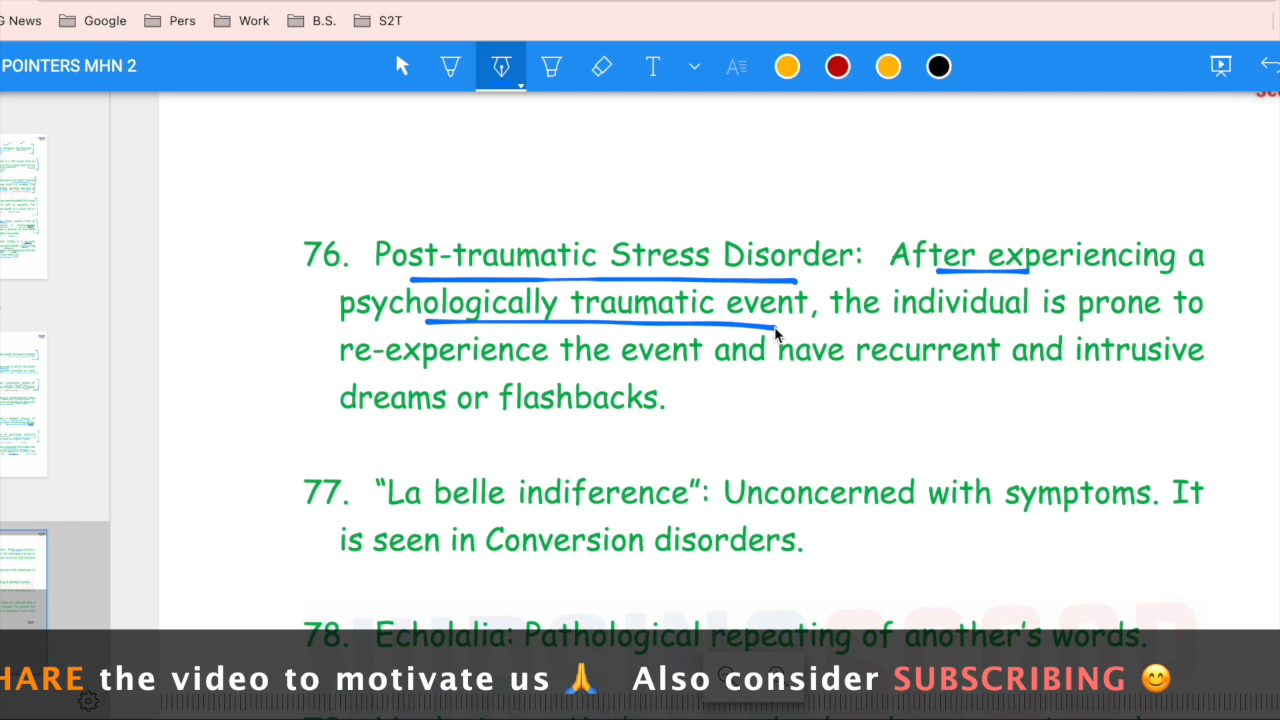 G News Google Pers Work B.S. S2T
POINTERS MHN 2
76. Post-traumatic Stress Disorder: After experiencing a
psychologically traumatic event, the individual is prone to
re-experience the event and have recurrent and intrusive
dreams or flashbacks.
77. “La belle indiference”: Unconcerned with symptoms. It
is seen in Conversion disorders.
78. Echolalia: Pathological repeating of another’s words.
HARE the video to motivate us 🙏 Also consider SUBSCRIBING 😊